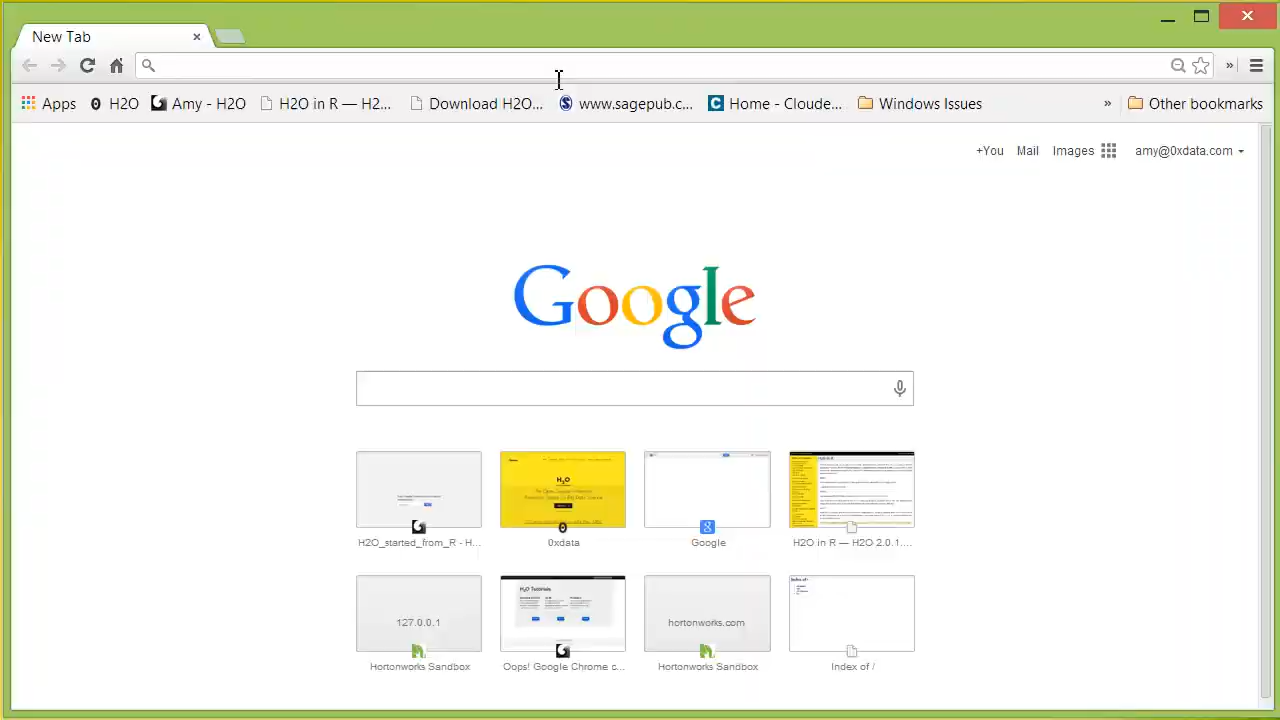 New Tab
Apps H2O Amy - H2O H2O in R — H2... Download H2O... www.sagepub.c... Home - Cloude... Windows Issues » Other bookmarks
+You Mail Images amy@0xdata.com
Google
H2O_started_from_R - H... 0xdata Google H2O in R — H2O 2.0.1....
127.0.0.1 H2O Tutorials hortonworks.com Index of /
Hortonworks Sandbox Oops! Google Chrome c... Hortonworks Sandbox Index of /